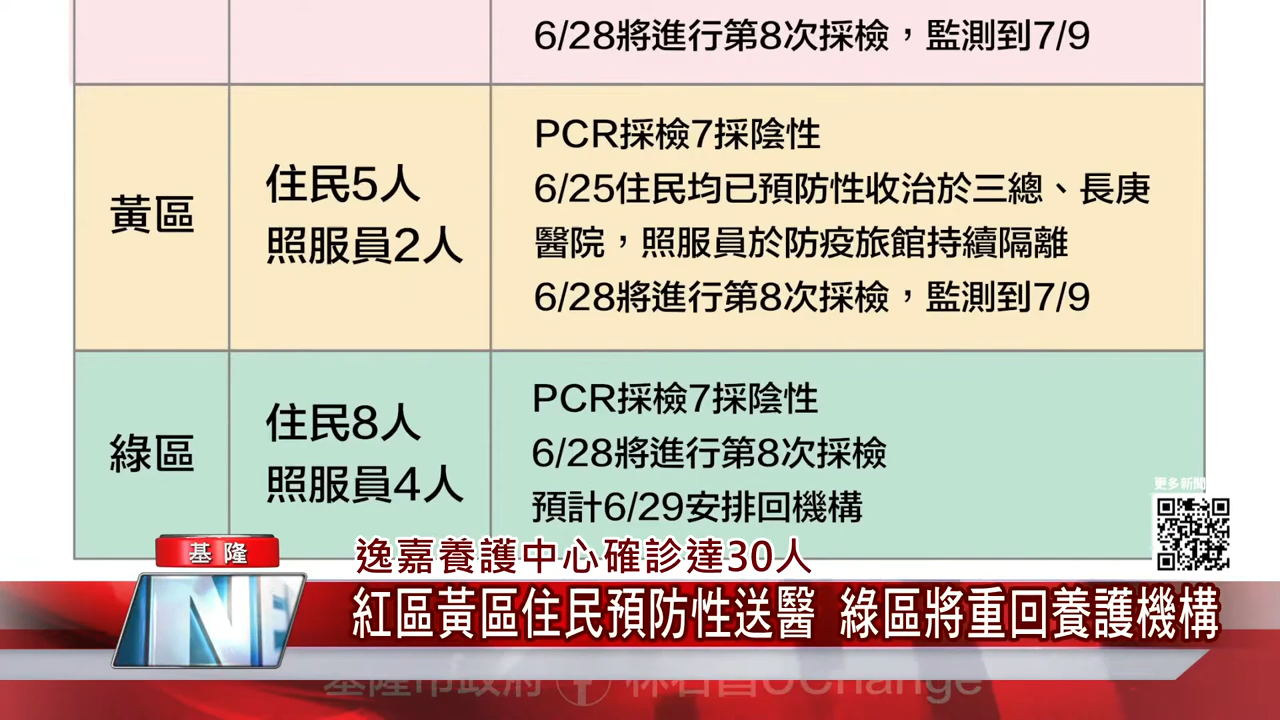 6/28將進行第8次採檢，監測到7/9
黃區
住民5人
照服員2人
PCR採檢7採陰性
6/25住民均已預防性收治於三總、長庚
醫院，照服員於防疫旅館持續隔離
6/28將進行第8次採檢，監測到7/9
綠區
住民8人
照服員4人
PCR採檢7採陰性
6/28將進行第8次採檢
預計6/29安排回機構
更多新聞
基隆
逸嘉養護中心確診達30人
紅區黃區住民預防性送醫 綠區將重回養護機構
NE
基隆市政府